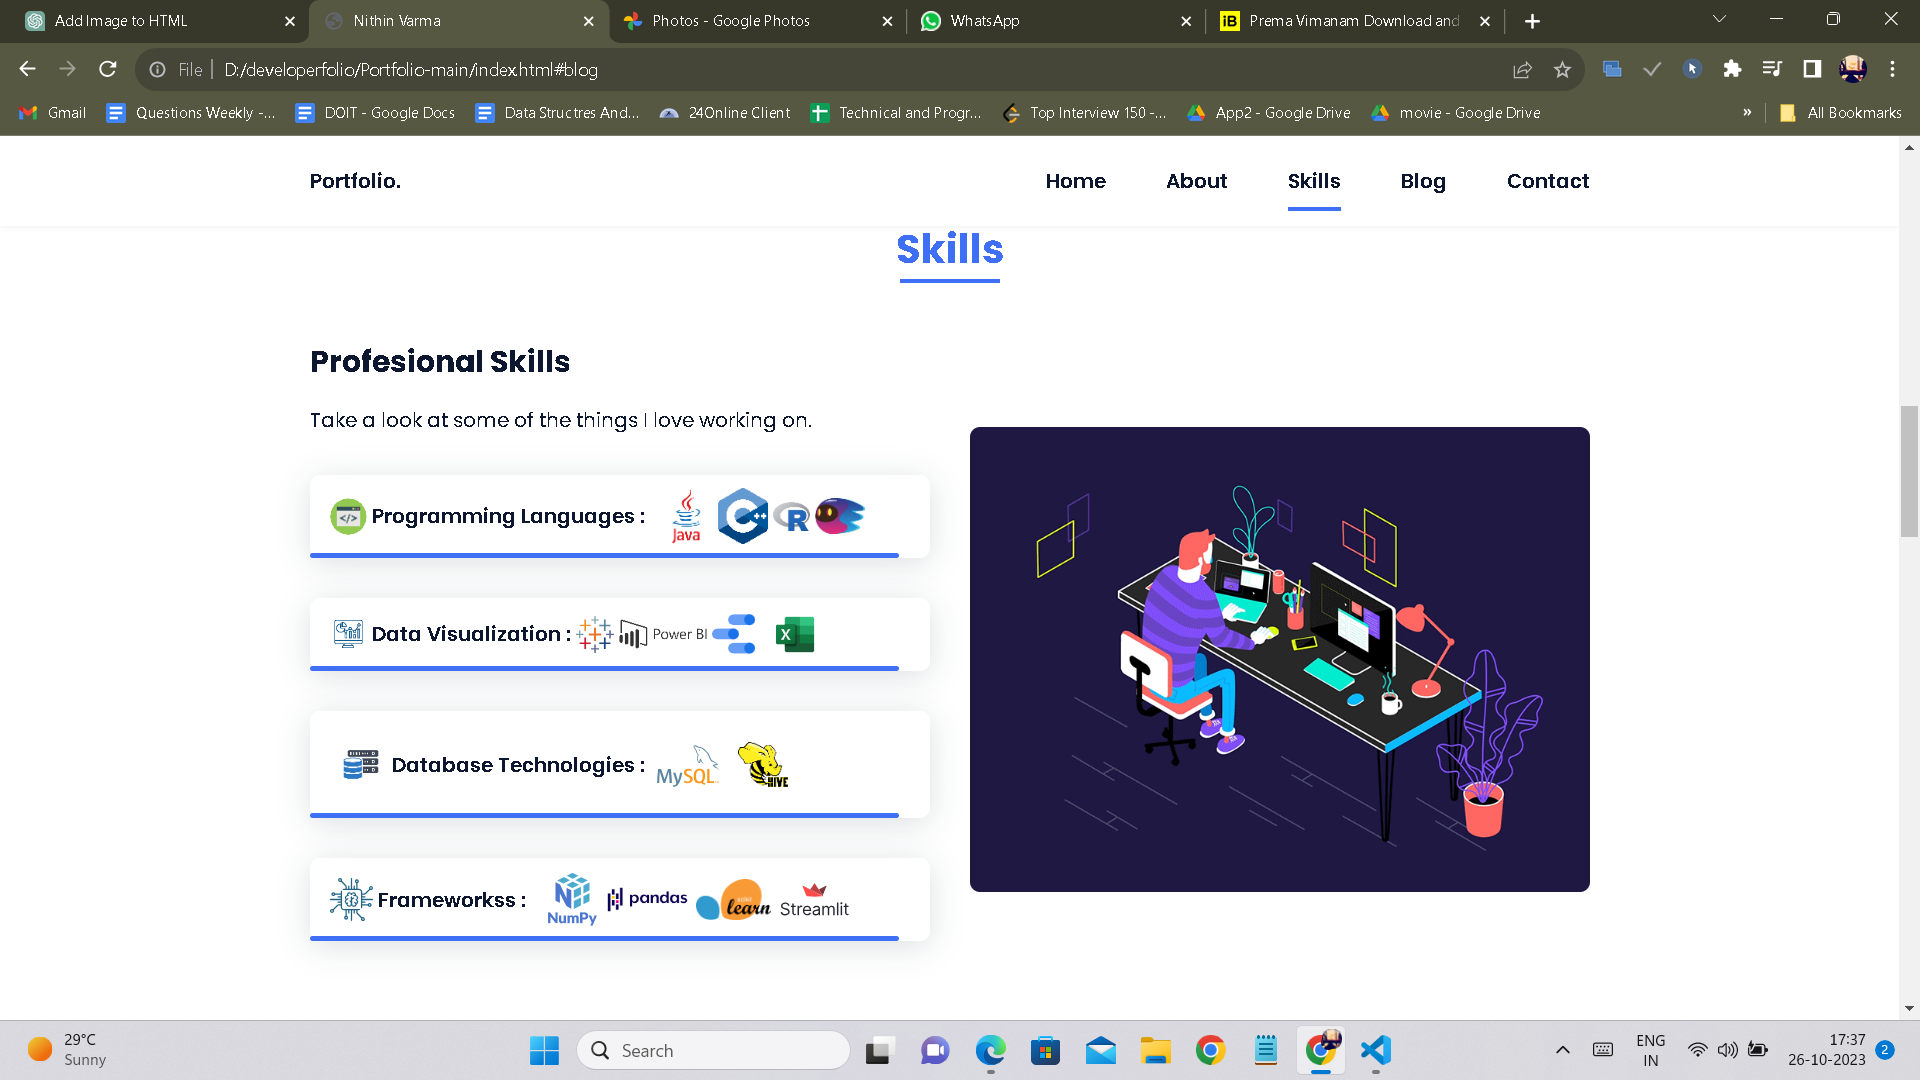 Add Image to HTML
Nithin Varma
Photos - Google Photos
WhatsApp
iB Prema Vimanam Download and
File | D:/developerfolio/Portfolio-main/index.html#blog
Gmail
Questions Weekly -...
DOIT - Google Docs
Data Structres And...
24Online Client
Technical and Progr...
Top Interview 150 -...
App2 - Google Drive
movie - Google Drive
»
All Bookmarks
Portfolio.
Home
About
Skills
Blog
Contact
Skills
Profesional Skills
Take a look at some of the things I love working on.
Programming Languages :
Java
C++
R
Data Visualization :
Power BI
X
Database Technologies :
MySQL
HIVE
Frameworkss :
NumPy
pandas
learn
Streamlit
29°C
Sunny
Search
ENG
IN
17:37
26-10-2023
2